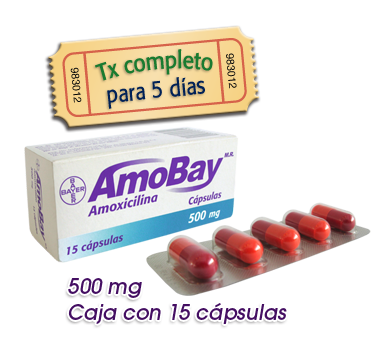 983012
Tx completo
para 5 días
983012
BAYER
BAYER
AmoBay M.R.
Amoxicilina
Cápsulas
500 mg
15 cápsulas
500 mg
Caja con 15 cápsulas